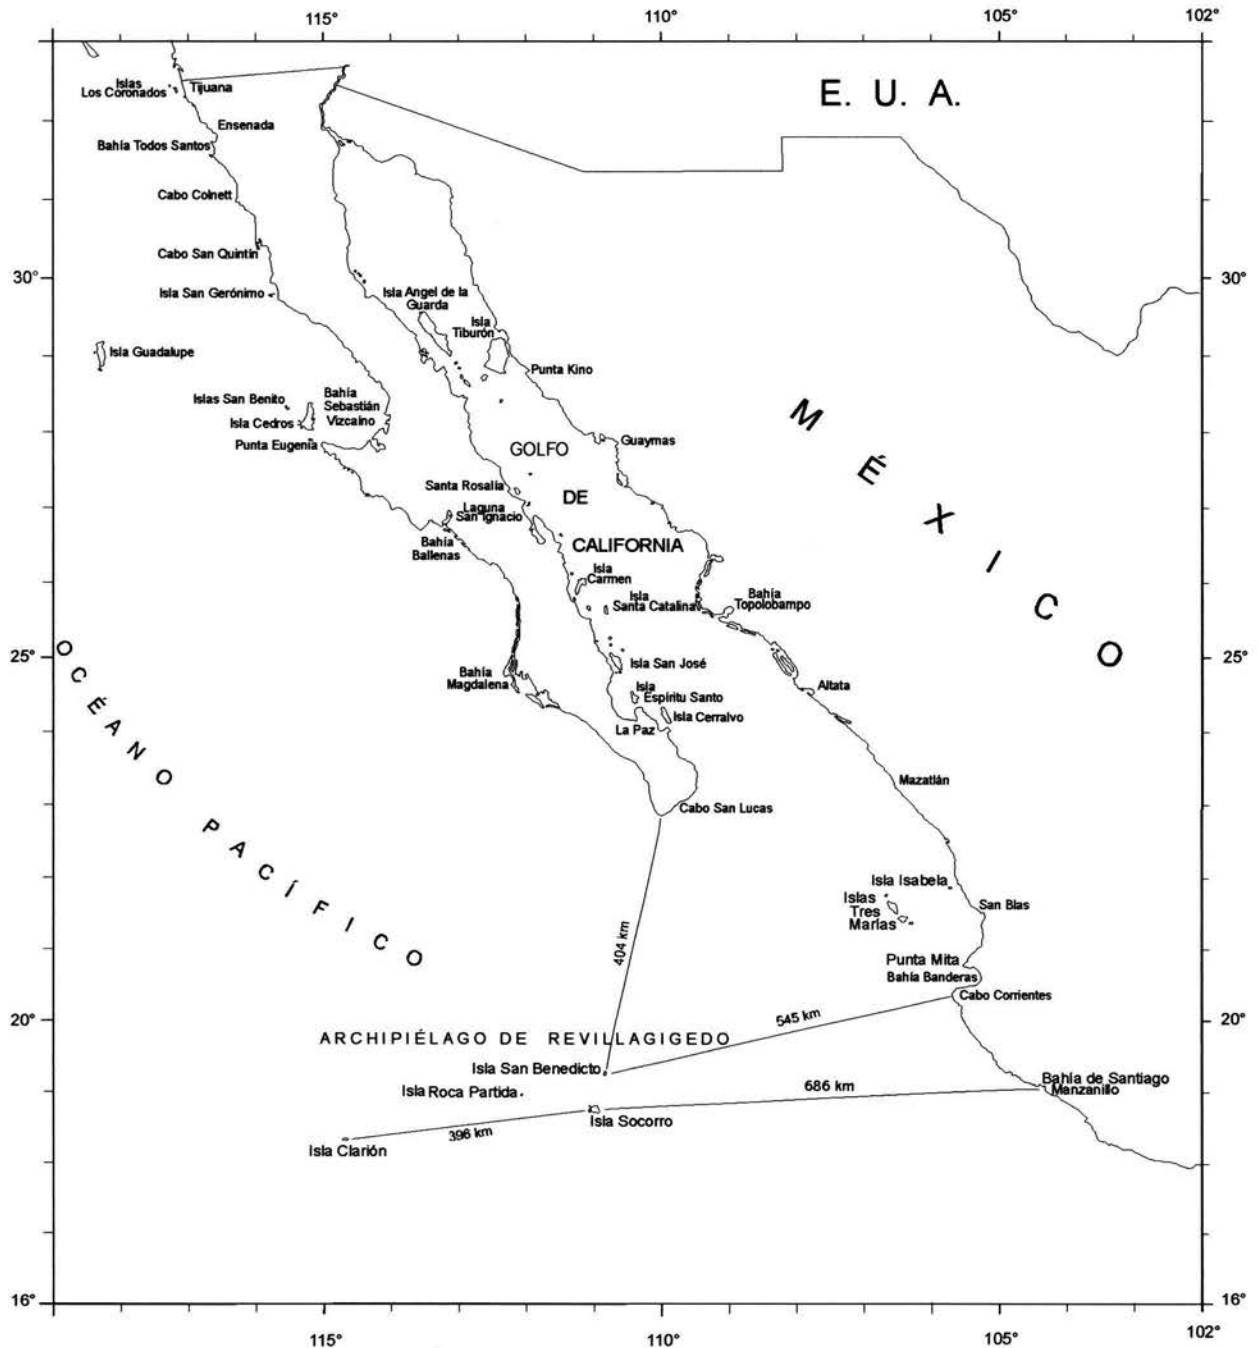 115°
110°
105°
102°
E. U. A.
Islas
Los Coronados
Tijuana
Ensenada
Bahía Todos Santos
Cabo Colnett
Cabo San Quintín
30°
30°
Isla San Gerónimo
Isla Angel de la
Guarda
Isla
Tiburón
Isla Guadalupe
Punta Kino
Islas San Benito
Bahía
Sebastián
Vizcaíno
Isla Cedros
Punta Eugenia
Guaymas
MÉXICO
GOLFO
DE
CALIFORNIA
Santa Rosalía
Laguna
San Ignacio
Bahía
Ballenas
Isla
Carmen
Isla
Santa Catalina
Bahía
Topolobampo
OCÉANO PACÍFICO
25°
25°
Isla San José
Bahía
Magdalena
Isla
Espíritu Santo
Altata
Isla Cerralvo
La Paz
Mazatlán
Cabo San Lucas
Isla Isabela
Islas
Tres
Marías
San Blas
404 km
Punta Mita
Bahía Banderas
Cabo Corrientes
20°
20°
545 km
ARCHIPIÉLAGO DE REVILLAGIGEDO
Isla San Benedicto
Isla Roca Partida
686 km
Bahía de Santiago
Manzanillo
Isla Socorro
396 km
Isla Clarión
16°
16°
115°
110°
105°
102°